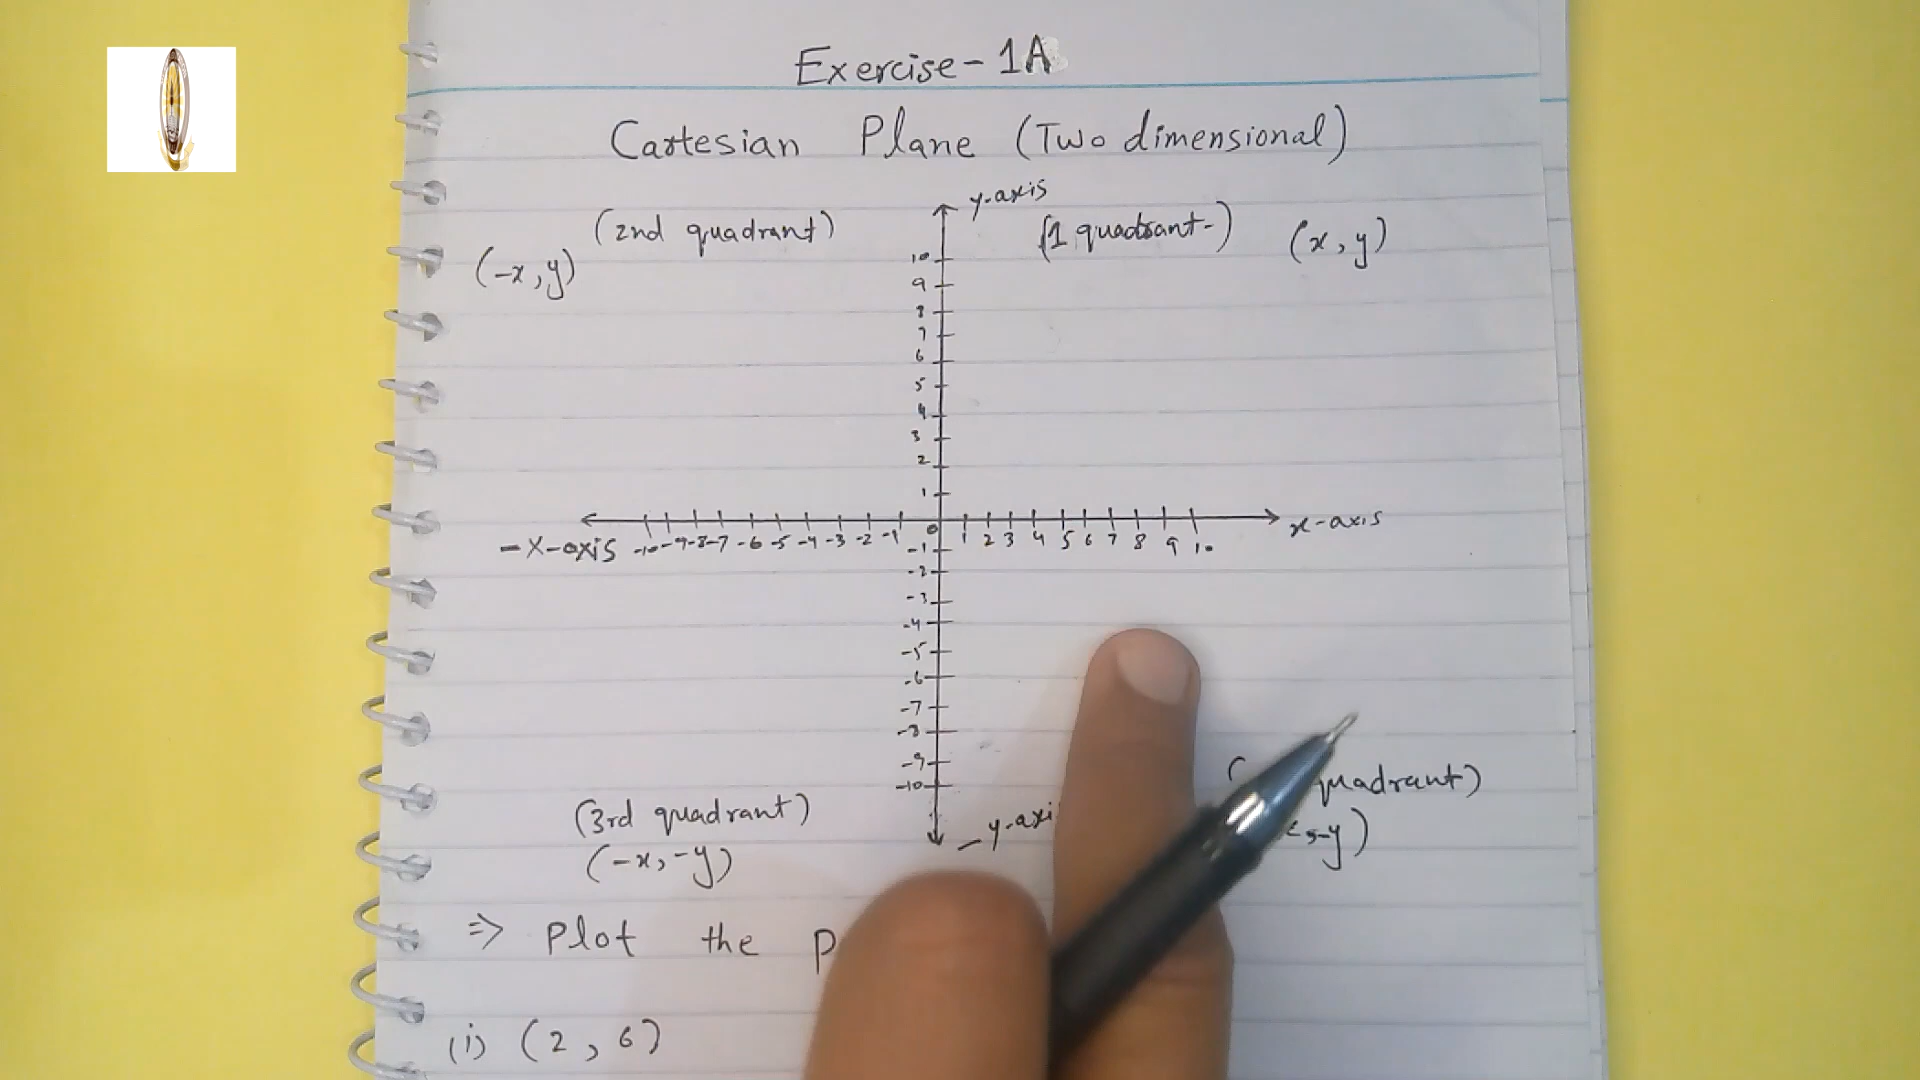 Exercise-1A
Cartesian Plane (Two dimensional)
y-axis
(2nd quadrant)
(1 quadrant)
(x, y)
(-x, y)
10
9
8
7
6
5
4
3
2
1
x-axis
-X-axis
-10 -9 -8 -7 -6 -5 -4 -3 -2 -1 0 1 2 3 4 5 6 7 8 9 10
-1
-2
-3
-4
-5
-6
-7
-8
-9
-10
quadrant)
(3rd quadrant)
-y-axi
,-y)
(-x, -y)
⇒ Plot the P
(i) (2, 6)